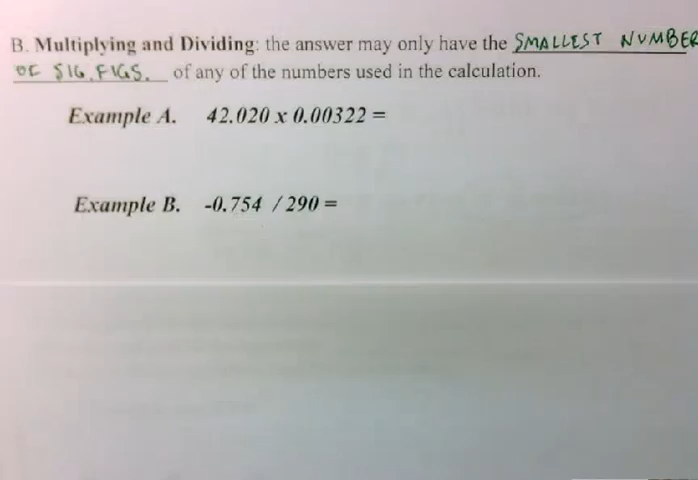 B. Multiplying and Dividing: the answer may only have the SMALLEST NUMBER
OF SIG. FIGS. of any of the numbers used in the calculation.
Example A. 42.020 x 0.00322 =
Example B. -0.754 / 290 =